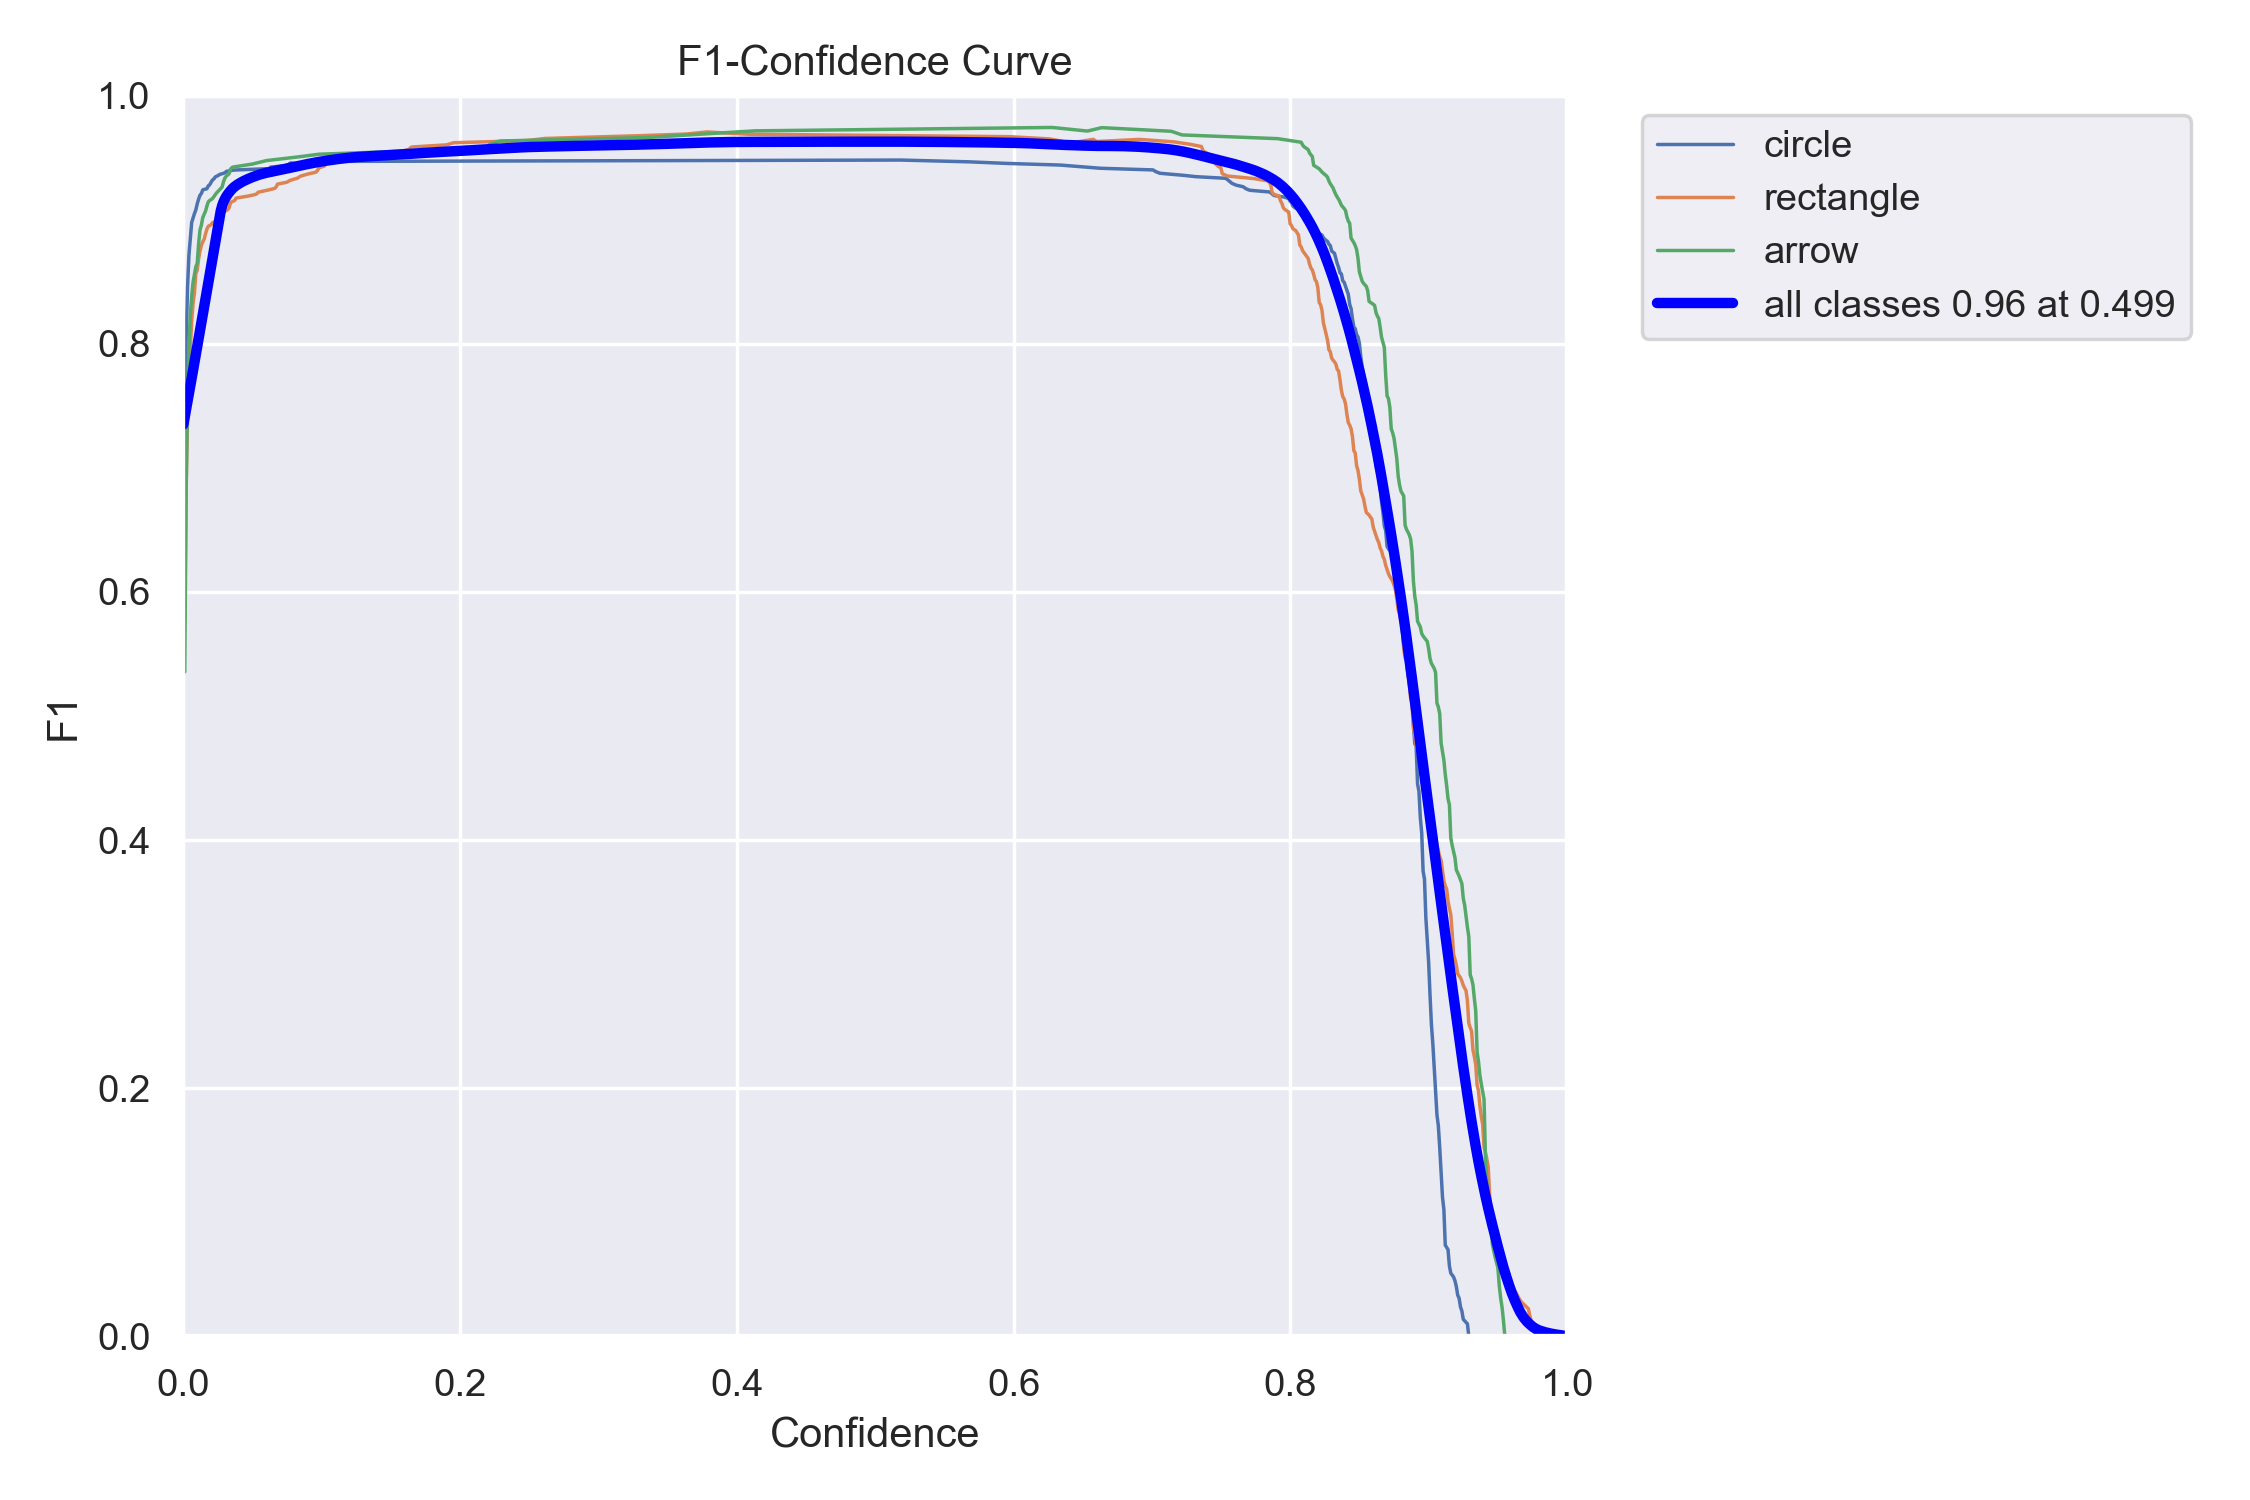 F1-Confidence Curve
1.0
0.8
0.6
0.4
0.2
0.0
F1
0.0 0.2 0.4 0.6 0.8 1.0
Confidence
circle
rectangle
arrow
all classes 0.96 at 0.499